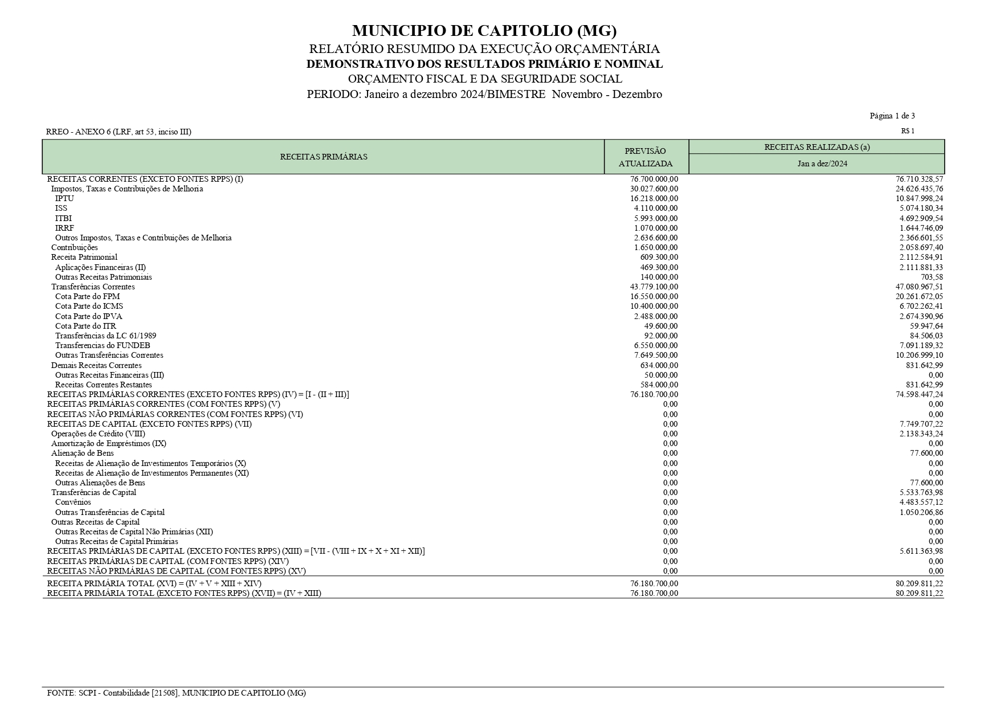 MUNICIPIO DE CAPITOLIO (MG)
RELATÓRIO RESUMIDO DA EXECUÇÃO ORÇAMENTÁRIA
DEMONSTRATIVO DOS RESULTADOS PRIMÁRIO E NOMINAL
ORÇAMENTO FISCAL E DA SEGURIDADE SOCIAL
PERIODO: Janeiro a dezembro 2024/BIMESTRE Novembro - Dezembro
Página 1 de 3
RREO - ANEXO 6 (LRF, art 53, inciso III) R$ 1
RECEITAS PRIMÁRIAS PREVISÃO ATUALIZADA RECEITAS REALIZADAS (a)
Jan a dez/2024
RECEITAS CORRENTES (EXCETO FONTES RPPS) (I) 76.700.000,00 76.710.328,57
Impostos, Taxas e Contribuições de Melhoria 30.027.600,00 24.626.435,76
IPTU 16.218.000,00 10.847.998,24
ISS 4.110.000,00 5.074.180,34
ITBI 5.993.000,00 4.692.909,54
IRRF 1.070.000,00 1.644.746,09
Outros Impostos, Taxas e Contribuições de Melhoria 2.636.600,00 2.366.601,55
Contribuições 1.650.000,00 2.058.697,40
Receita Patrimonial 609.300,00 2.112.584,91
Aplicações Financeiras (II) 469.300,00 2.111.881,33
Outras Receitas Patrimoniais 140.000,00 703,58
Transferências Correntes 43.779.100,00 47.080.967,51
Cota Parte do FPM 16.550.000,00 20.261.672,05
Cota Parte do ICMS 10.400.000,00 6.702.262,41
Cota Parte do IPVA 2.488.000,00 2.674.390,96
Cota Parte do ITR 49.600,00 59.947,64
Transferências da LC 61/1989 92.000,00 84.506,03
Transferencias do FUNDEB 6.550.000,00 7.091.189,32
Outras Transferências Correntes 7.649.500,00 10.206.999,10
Demais Receitas Correntes 634.000,00 831.642,99
Outras Receitas Financeiras (III) 50.000,00 0,00
Receitas Correntes Restantes 584.000,00 831.642,99
RECEITAS PRIMÁRIAS CORRENTES (EXCETO FONTES RPPS) (IV) = [I - (II + III)] 76.180.700,00 74.598.447,24
RECEITAS PRIMÁRIAS CORRENTES (COM FONTES RPPS) (V) 0,00 0,00
RECEITAS NÃO PRIMÁRIAS CORRENTES (COM FONTES RPPS) (VI) 0,00 0,00
RECEITAS DE CAPITAL (EXCETO FONTES RPPS) (VII) 0,00 7.749.707,22
Operações de Crédito (VIII) 0,00 2.138.343,24
Amortização de Empréstimos (IX) 0,00 0,00
Alienação de Bens 0,00 77.600,00
Receitas de Alienação de Investimentos Temporários (X) 0,00 0,00
Receitas de Alienação de Investimentos Permanentes (XI) 0,00 0,00
Outras Alienações de Bens 0,00 77.600,00
Transferências de Capital 0,00 5.533.763,98
Convênios 0,00 4.483.557,12
Outras Transferências de Capital 0,00 1.050.206,86
Outras Receitas de Capital 0,00 0,00
Outras Receitas de Capital Não Primárias (XII) 0,00 0,00
Outras Receitas de Capital Primárias 0,00 0,00
RECEITAS PRIMÁRIAS DE CAPITAL (EXCETO FONTES RPPS) (XIII) = [VII - (VIII + IX + X + XI + XII)] 0,00 5.611.363,98
RECEITAS PRIMÁRIAS DE CAPITAL (COM FONTES RPPS) (XIV) 0,00 0,00
RECEITAS NÃO PRIMÁRIAS DE CAPITAL (COM FONTES RPPS) (XV) 0,00 0,00
RECEITA PRIMÁRIA TOTAL (XVI) = (IV + V + XIII + XIV) 76.180.700,00 80.209.811,22
RECEITA PRIMÁRIA TOTAL (EXCETO FONTES RPPS) (XVII) = (IV + XIII) 76.180.700,00 80.209.811,22
FONTE: SCPI - Contabilidade [21508], MUNICIPIO DE CAPITOLIO (MG)